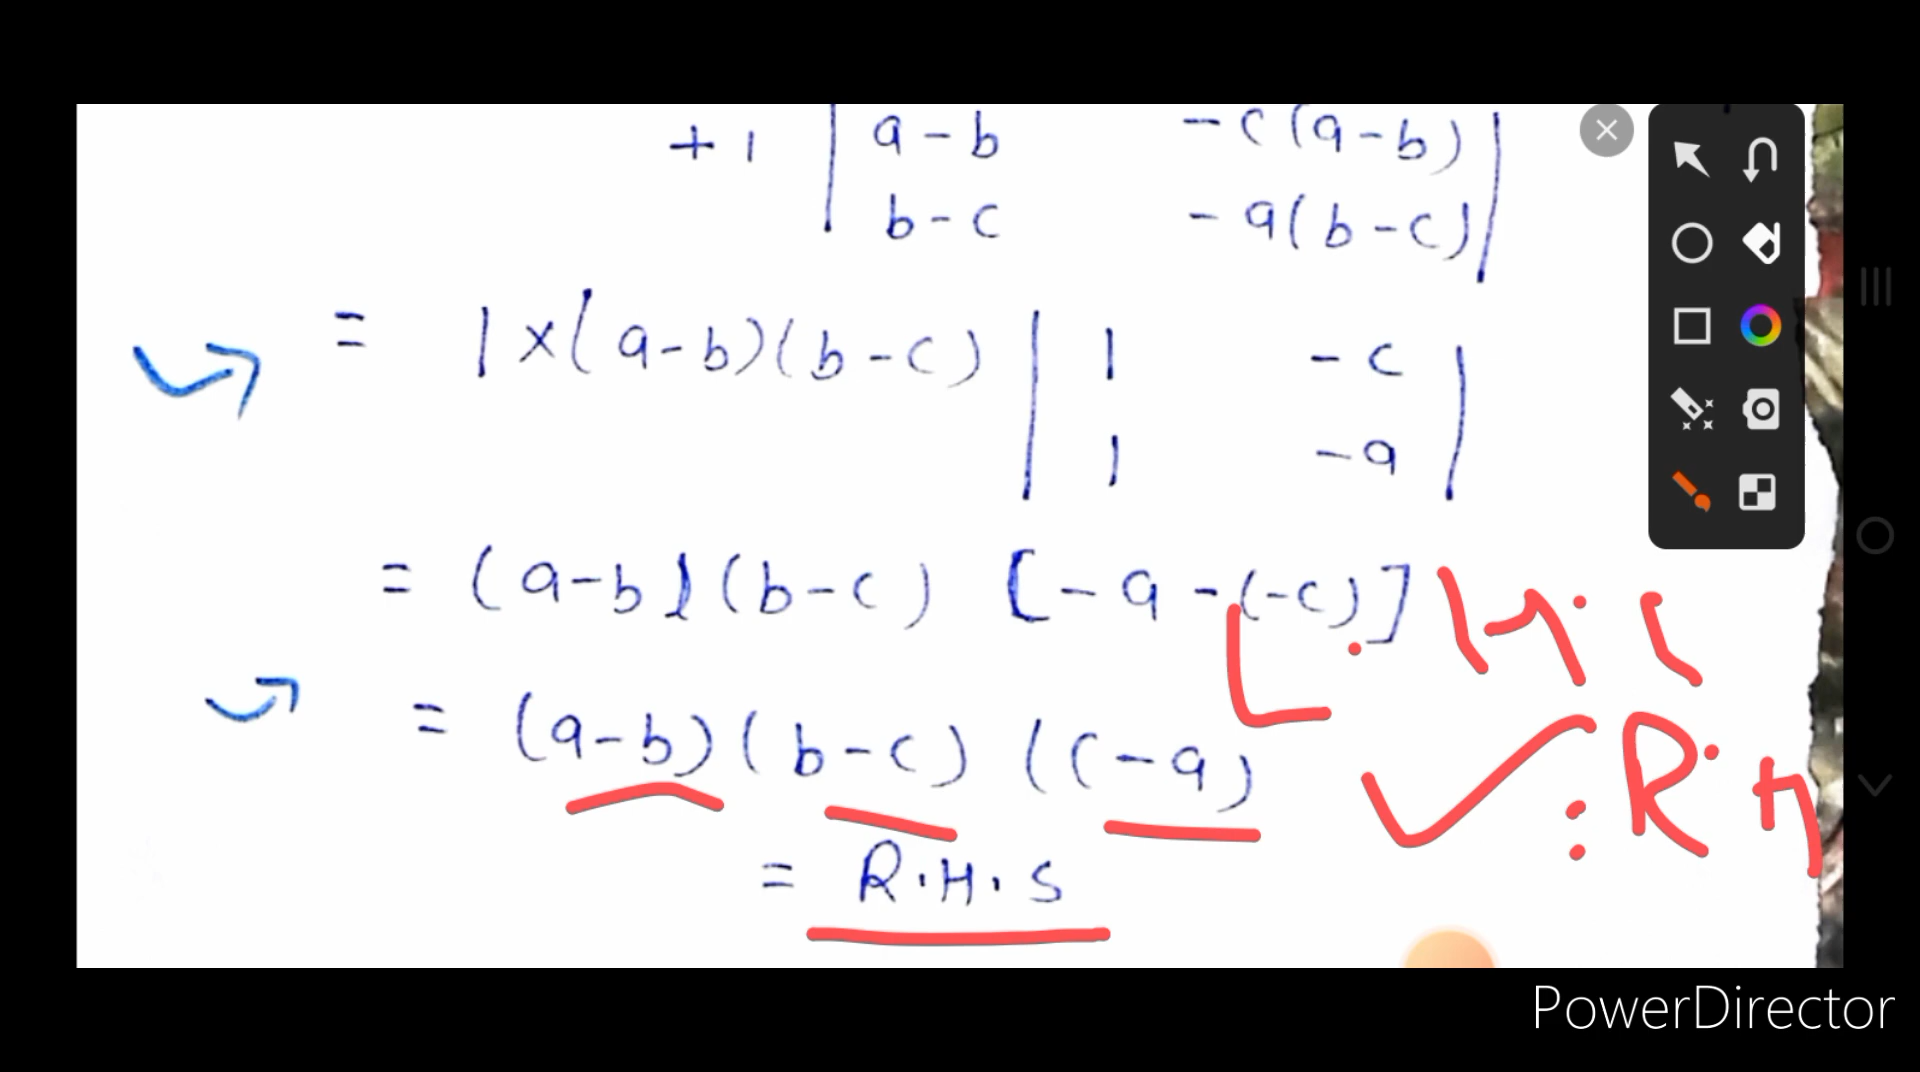 +1 | a-b -c(a-b) |
| b-c -a(b-c) |
= 1×(a-b)(b-c) | 1 -c |
| 1 -a |
= (a-b)(b-c) [-a-(-c)]
= (a-b)(b-c) (c-a)
= R.H.S
L.H.S
= R.H
PowerDirector